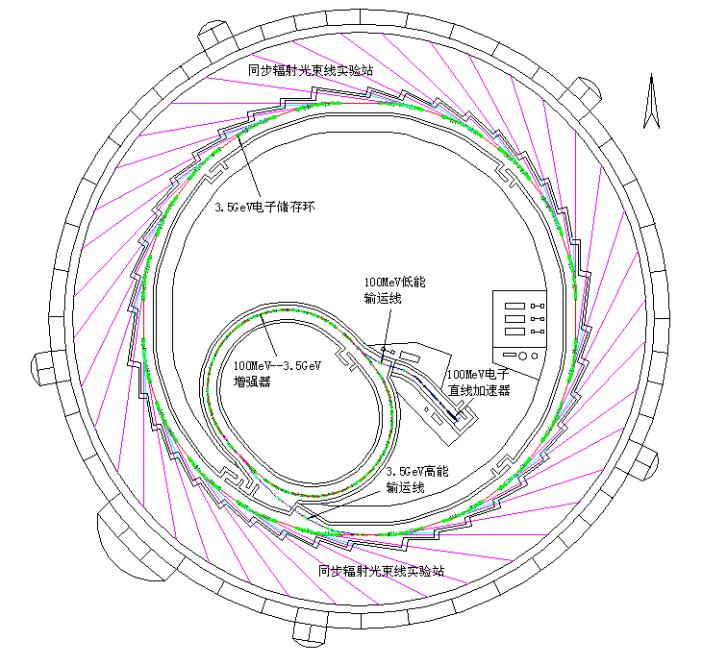 同步辐射光束线实验站
3.5GeV电子储存环
100MeV低能
输运线
100MeV--3.5GeV
增强器
100MeV电子
直线加速器
3.5GeV高能
输运线
同步辐射光束线实验站